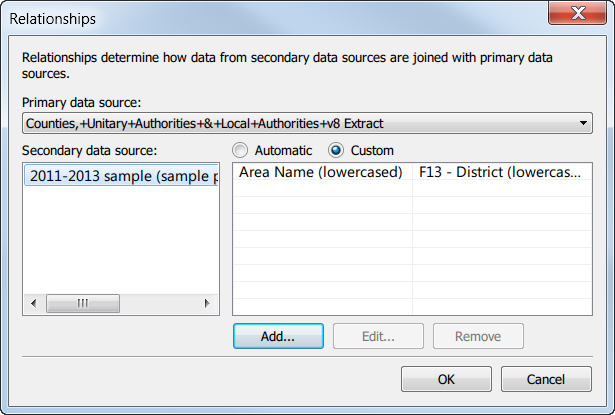 Relationships
Relationships determine how data from secondary data sources are joined with primary data
sources.
Primary data source:
Counties,+Unitary+Authorities+&+Local+Authorities+v8 Extract
Secondary data source:
Automatic
Custom
2011-2013 sample (sample p
Area Name (lowercased)
F13 - District (lowercas...
Add...
Edit...
Remove
OK
Cancel